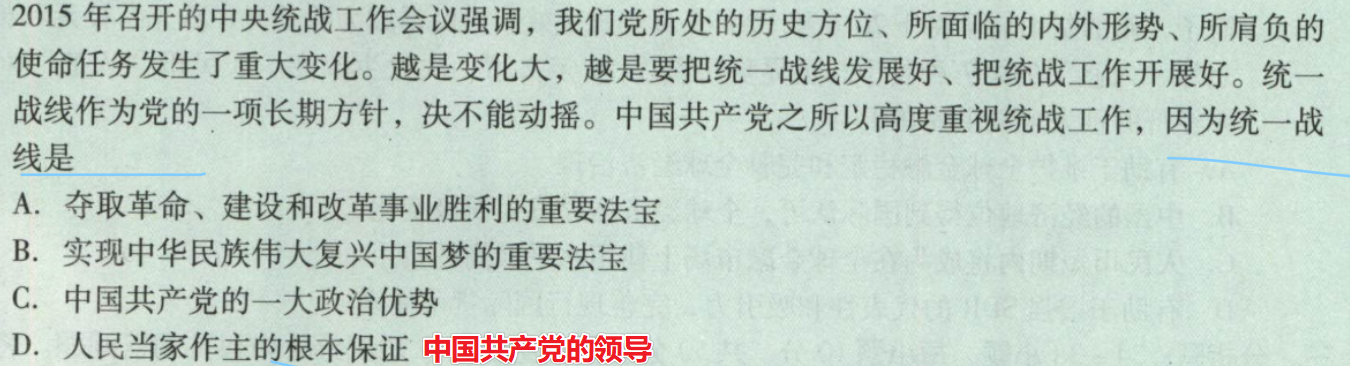 2015 年召开的中央统战工作会议强调，我们党所处的历史方位、所面临的内外形势、所肩负的
使命任务发生了重大变化。越是变化大，越是要把统一战线发展好、把统战工作开展好。统一
战线作为党的一项长期方针，决不能动摇。中国共产党之所以高度重视统战工作，因为统一战
线是
A. 夺取革命、建设和改革事业胜利的重要法宝
B. 实现中华民族伟大复兴中国梦的重要法宝
C. 中国共产党的一大政治优势
D. 人民当家作主的根本保证 中国共产党的领导